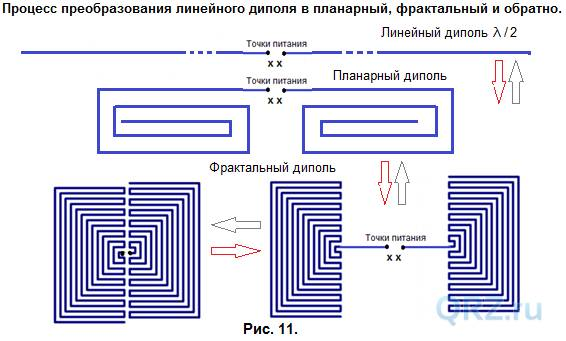 Процесс преобразования линейного диполя в планарный, фрактальный и обратно.
Линейный диполь λ / 2
Точки питания
x x
Точки питания
Планарный диполь
x x
Фрактальный диполь
Точки питания
x x
QRZ.ru
Рис. 11.